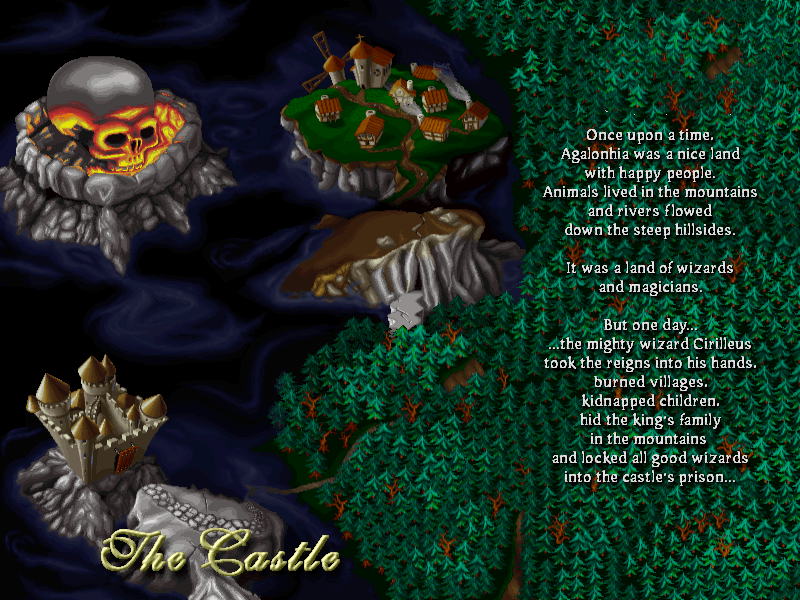 Once upon a time.
Agalonhia was a nice land
with happy people.
Animals lived in the mountains
and rivers flowed
down the steep hillsides.
It was a land of wizards
and magicians.
But one day...
...the mighty wizard Cirilleus
took the reigns into his hands.
burned villages.
kidnapped children.
hid the king's family
in the mountains
and locked all good wizards
into the castle's prison...
The Castle